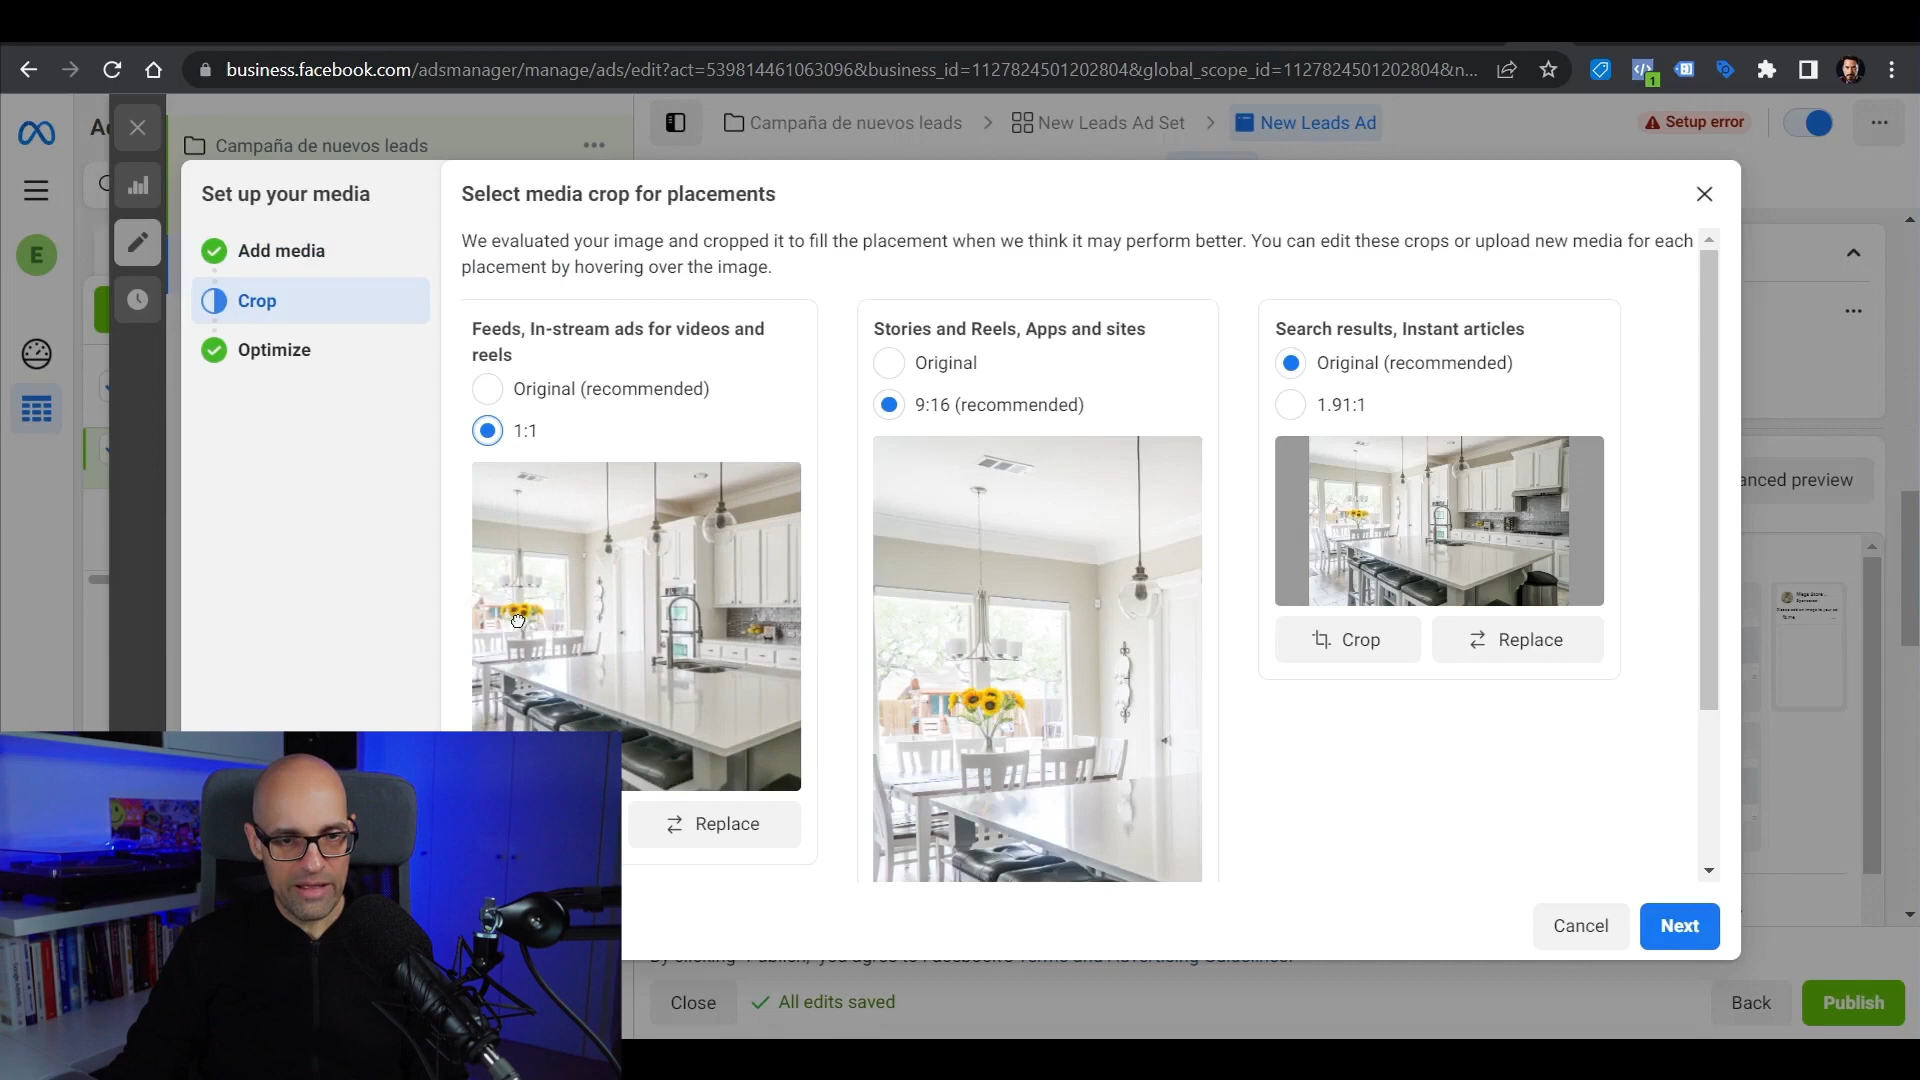 business.facebook.com/adsmanager/manage/ads/edit?act=539814461063096&business_id=1127824501202804&global_scope_id=1127824501202804&n...
1
Campaña de nuevos leads
Campaña de nuevos leads
New Leads Ad Set
New Leads Ad
Setup error
E
Set up your media
Add media
Crop
Optimize
Select media crop for placements
We evaluated your image and cropped it to fill the placement when we think it may perform better. You can edit these crops or upload new media for each
placement by hovering over the image.
Feeds, In-stream ads for videos and
reels
Original (recommended)
1:1
Replace
Stories and Reels, Apps and sites
Original
9:16 (recommended)
Search results, Instant articles
Original (recommended)
1.91:1
Crop
Replace
anced preview
Cancel
Next
Close
All edits saved
Back
Publish